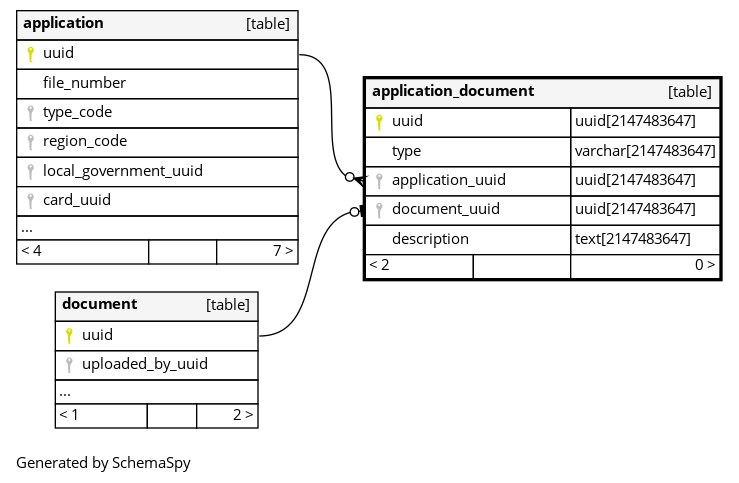 application [table]
uuid
file_number
type_code
region_code
local_government_uuid
card_uuid
...
< 4 7 >
application_document [table]
uuid uuid[2147483647]
type varchar[2147483647]
application_uuid uuid[2147483647]
document_uuid uuid[2147483647]
description text[2147483647]
< 2 0 >
document [table]
uuid
uploaded_by_uuid
...
< 1 2 >
Generated by SchemaSpy